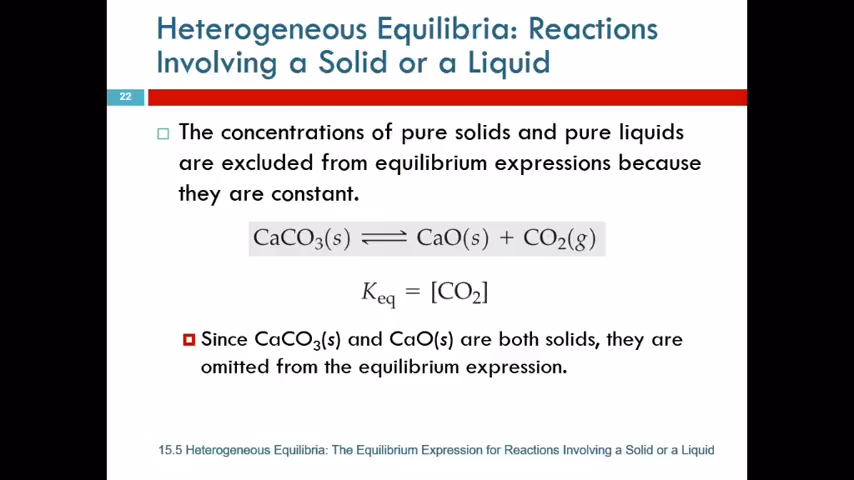 Heterogeneous Equilibria: Reactions
Involving a Solid or a Liquid
22
The concentrations of pure solids and pure liquids
are excluded from equilibrium expressions because
they are constant.
CaCO₃(s) ⇌ CaO(s) + CO₂(g)
Keq = [CO₂]
Since CaCO₃(s) and CaO(s) are both solids, they are
omitted from the equilibrium expression.
15.5 Heterogeneous Equilibria: The Equilibrium Expression for Reactions Involving a Solid or a Liquid